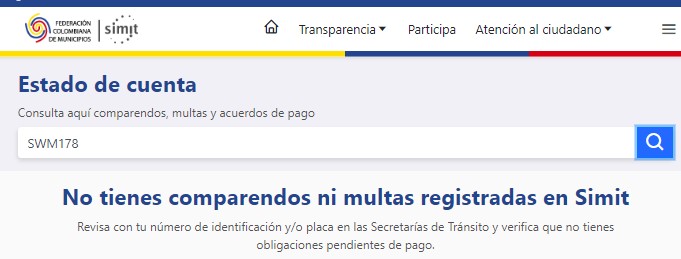 FEDERACIÓN
COLOMBIANA
DE MUNICIPIOS
simit
Transparencia Participa Atención al ciudadano
Estado de cuenta
Consulta aquí comparendos, multas y acuerdos de pago
SWM178
No tienes comparendos ni multas registradas en Simit
Revisa con tu número de identificación y/o placa en las Secretarías de Tránsito y verifica que no tienes
obligaciones pendientes de pago.